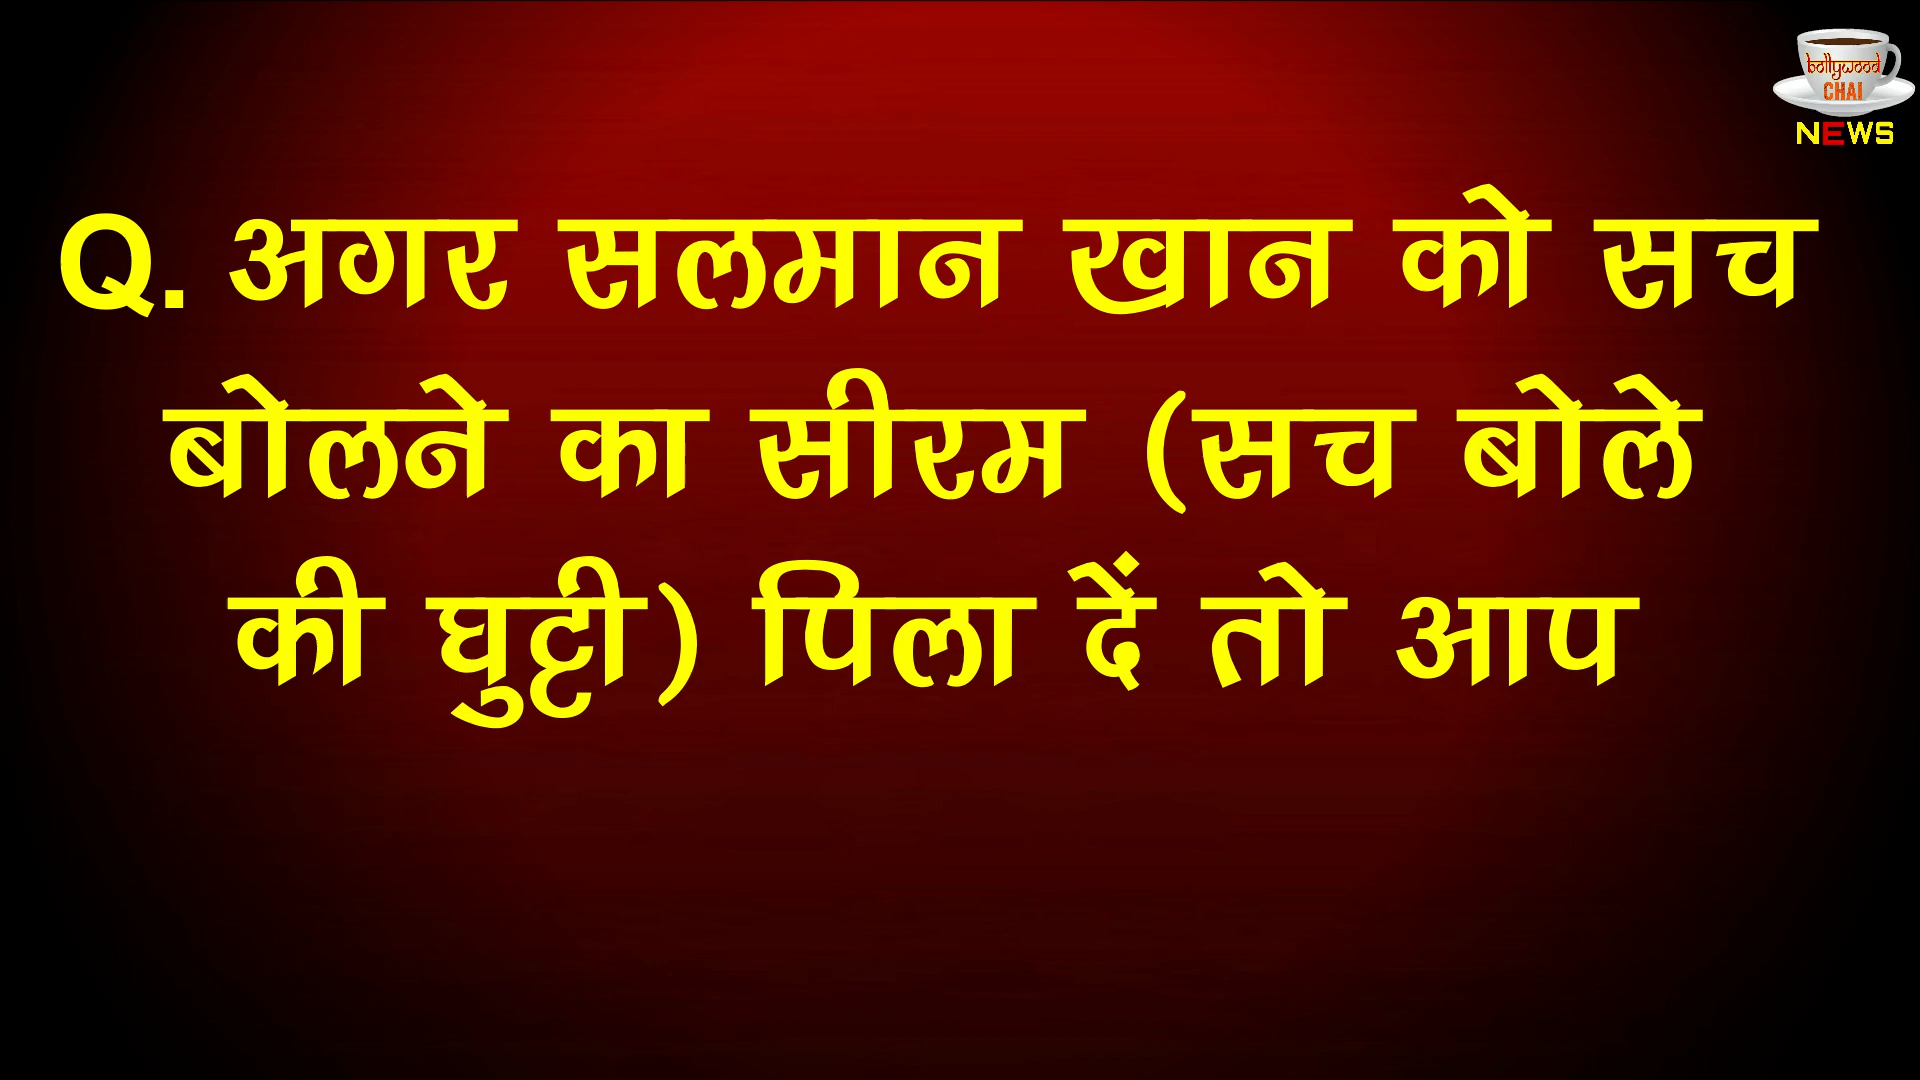 bollywood
CHAI
NEWS
Q. अगर सलमान खान को सच
बोलने का सीरम (सच बोले
की घुट्टी) पिला दें तो आप